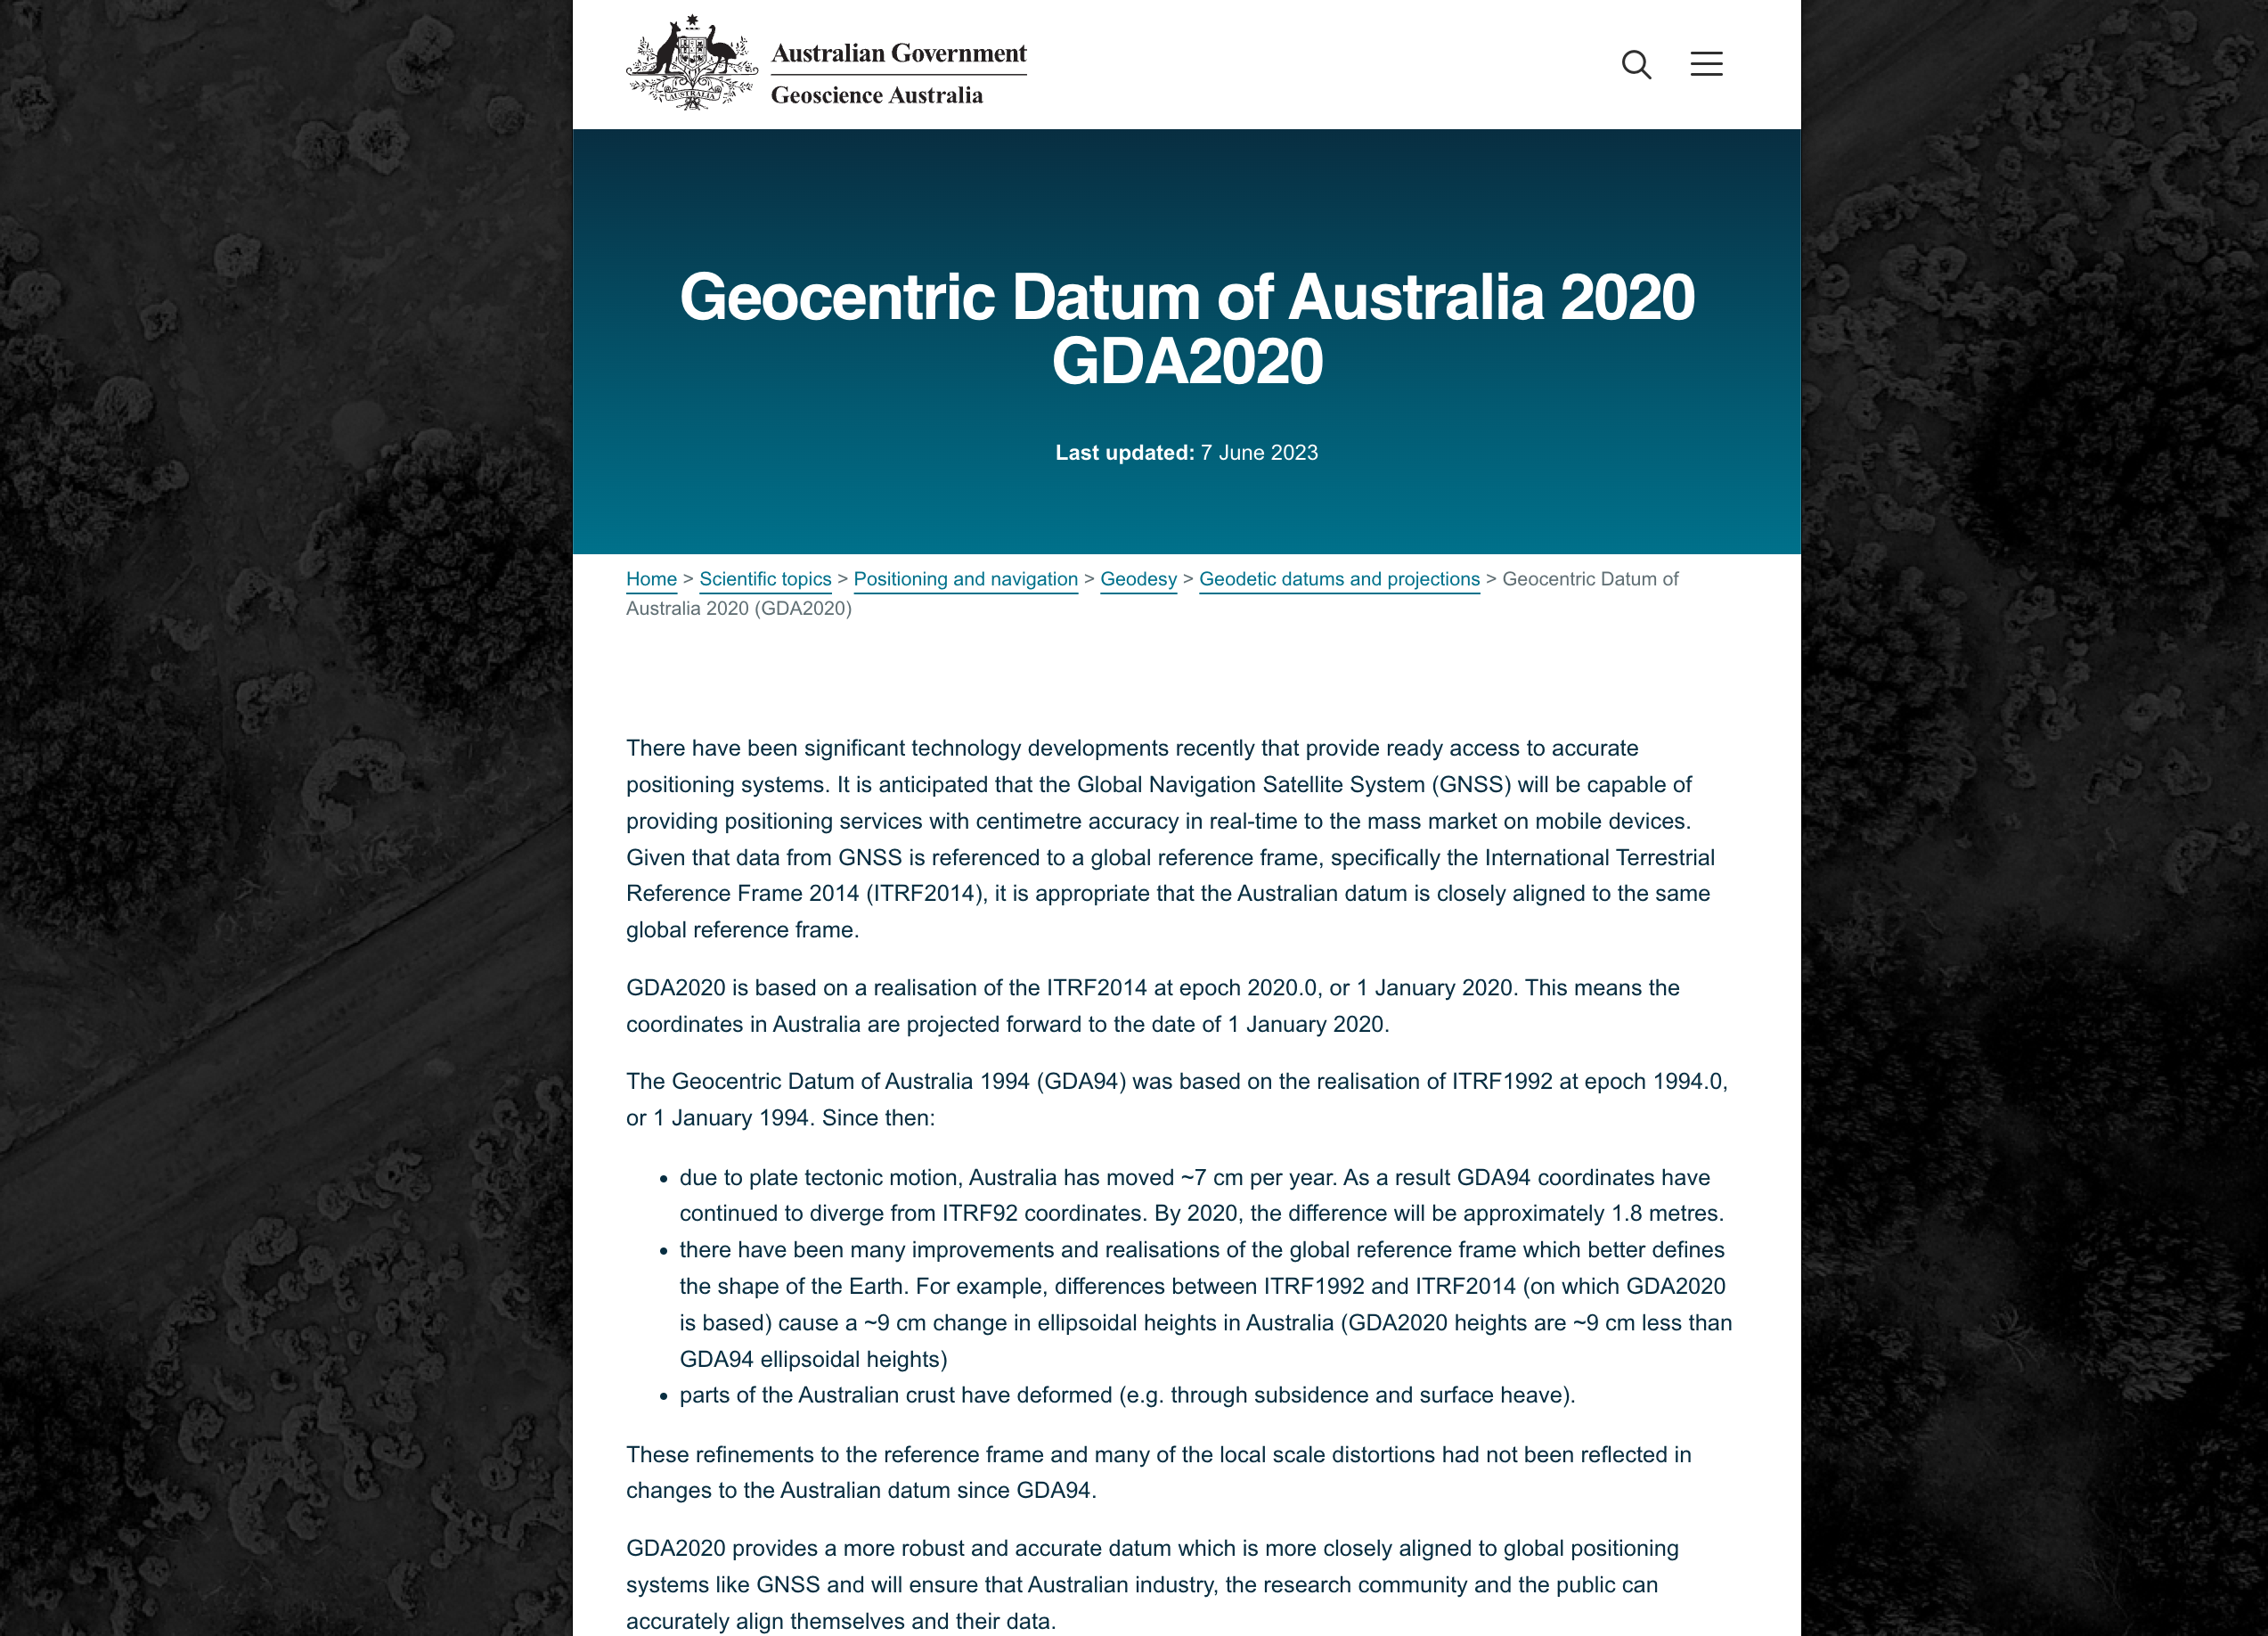 AUSTRALIA
Australian Government
Geoscience Australia
Geocentric Datum of Australia 2020
GDA2020
Last updated: 7 June 2023
Home > Scientific topics > Positioning and navigation > Geodesy > Geodetic datums and projections > Geocentric Datum of
Australia 2020 (GDA2020)
There have been significant technology developments recently that provide ready access to accurate
positioning systems. It is anticipated that the Global Navigation Satellite System (GNSS) will be capable of
providing positioning services with centimetre accuracy in real-time to the mass market on mobile devices.
Given that data from GNSS is referenced to a global reference frame, specifically the International Terrestrial
Reference Frame 2014 (ITRF2014), it is appropriate that the Australian datum is closely aligned to the same
global reference frame.
GDA2020 is based on a realisation of the ITRF2014 at epoch 2020.0, or 1 January 2020. This means the
coordinates in Australia are projected forward to the date of 1 January 2020.
The Geocentric Datum of Australia 1994 (GDA94) was based on the realisation of ITRF1992 at epoch 1994.0,
or 1 January 1994. Since then:
• due to plate tectonic motion, Australia has moved ~7 cm per year. As a result GDA94 coordinates have
continued to diverge from ITRF92 coordinates. By 2020, the difference will be approximately 1.8 metres.
• there have been many improvements and realisations of the global reference frame which better defines
the shape of the Earth. For example, differences between ITRF1992 and ITRF2014 (on which GDA2020
is based) cause a ~9 cm change in ellipsoidal heights in Australia (GDA2020 heights are ~9 cm less than
GDA94 ellipsoidal heights)
• parts of the Australian crust have deformed (e.g. through subsidence and surface heave).
These refinements to the reference frame and many of the local scale distortions had not been reflected in
changes to the Australian datum since GDA94.
GDA2020 provides a more robust and accurate datum which is more closely aligned to global positioning
systems like GNSS and will ensure that Australian industry, the research community and the public can
accurately align themselves and their data.